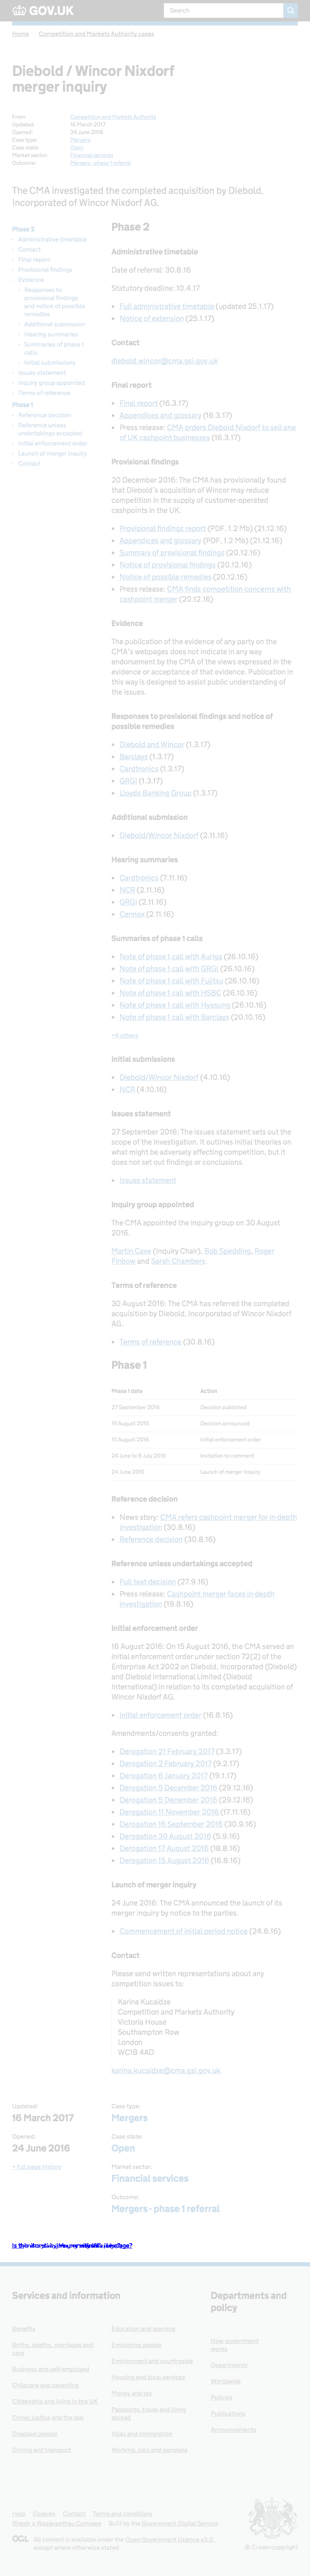 GOV.UK
Search
Home
Competition and Markets Authority cases
Diebold / Wincor Nixdorf
merger inquiry
From: Competition and Markets Authority
Updated: 16 March 2017
Opened: 24 June 2016
Case type: Mergers
Case state: Open
Market sector: Financial services
Outcome: Mergers - phase 1 referral
The CMA investigated the completed acquisition by Diebold,
Incorporated of Wincor Nixdorf AG.
Phase 2
Administrative timetable
Contact
Final report
Provisional findings
Evidence
Responses to
provisional findings
and notice of possible
remedies
Additional submission
Hearing summaries
Summaries of phase 1
calls
Initial submissions
Issues statement
Inquiry group appointed
Terms of reference
Phase 1
Reference decision
Reference unless
undertakings accepted
Initial enforcement order
Launch of merger inquiry
Contact
Phase 2
Administrative timetable
Date of referral: 30.8.16
Statutory deadline: 10.4.17
Full administrative timetable (updated 25.1.17)
Notice of extension (25.1.17)
Contact
diebold.wincor@cma.gsi.gov.uk
Final report
Final report (16.3.17)
Appendices and glossary (16.3.17)
Press release: CMA orders Diebold Nixdorf to sell one
of UK cashpoint businesses (16.3.17)
Provisional findings
20 December 2016: The CMA has provisionally found
that Diebold's acquisition of Wincor may reduce
competition in the supply of customer-operated
cashpoints in the UK.
Provisional findings report (PDF, 1.2 Mb) (21.12.16)
Appendices and glossary (PDF, 1.2 Mb) (21.12.16)
Summary of provisional findings (20.12.16)
Notice of provisional findings (20.12.16)
Notice of possible remedies (20.12.16)
Press release: CMA finds competition concerns with
cashpoint merger (20.12.16)
Evidence
The publication of the evidence of any party on the
CMA's webpages does not indicate in any way
endorsement by the CMA of the views expressed in the
evidence or acceptance of that evidence. Publication in
this way is designed to assist public understanding of
the issues.
Responses to provisional findings and notice of
possible remedies
Diebold and Wincor (1.3.17)
Barclays (1.3.17)
Cardtronics (1.3.17)
GRGI (1.3.17)
Lloyds Banking Group (1.3.17)
Additional submission
Diebold/Wincor Nixdorf (2.11.16)
Hearing summaries
Cardtronics (7.11.16)
NCR (2.11.16)
GRGI (2.11.16)
Cennox (2.11.16)
Summaries of phase 1 calls
Note of phase 1 call with Auriga (26.10.16)
Note of phase 1 call with GRGI (26.10.16)
Note of phase 1 call with Fujitsu (26.10.16)
Note of phase 1 call with HSBC (26.10.16)
Note of phase 1 call with Hyosung (26.10.16)
Note of phase 1 call with Barclays (20.10.16)
+4 others
Initial submissions
Diebold/Wincor Nixdorf (4.10.16)
NCR (4.10.16)
Issues statement
27 September 2016: The issues statement sets out the
scope of the investigation. It outlines initial theories on
what might be adversely affecting competition, but it
does not set out findings or conclusions.
Issues statement
Inquiry group appointed
The CMA appointed the inquiry group on 30 August
2016.
Martin Cave (Inquiry Chair), Bob Spedding, Roger
Finbow and Sarah Chambers.
Terms of reference
30 August 2016: The CMA has referred the completed
acquisition by Diebold, Incorporated of Wincor Nixdorf
AG.
Terms of reference (30.8.16)
Phase 1
Phase 1 date Action
27 September 2016 Decision published
19 August 2016 Decision announced
15 August 2016 Initial enforcement order
24 June to 8 July 2016 Invitation to comment
24 June 2016 Launch of merger inquiry
Reference decision
News story: CMA refers cashpoint merger for in-depth
investigation (30.8.16)
Reference decision (30.8.16)
Reference unless undertakings accepted
Full text decision (27.9.16)
Press release: Cashpoint merger faces in-depth
investigation (19.8.16)
Initial enforcement order
16 August 2016: On 15 August 2016, the CMA served an
initial enforcement order under section 72(2) of the
Enterprise Act 2002 on Diebold, Incorporated (Diebold)
and Diebold International Limited (Diebold
International) in relation to its completed acquisition of
Wincor Nixdorf AG.
Initial enforcement order (16.8.16)
Amendments/consents granted:
Derogation 21 February 2017 (3.3.17)
Derogation 2 February 2017 (9.2.17)
Derogation 6 January 2017 (19.1.17)
Derogation 5 December 2016 (29.12.16)
Derogation 5 December 2016 (29.12.16)
Derogation 11 November 2016 (17.11.16)
Derogation 16 September 2016 (30.9.16)
Derogation 30 August 2016 (5.9.16)
Derogation 17 August 2016 (18.8.16)
Derogation 15 August 2016 (16.8.16)
Launch of merger inquiry
24 June 2016: The CMA announced the launch of its
merger inquiry by notice to the parties.
Commencement of initial period notice (24.6.16)
Contact
Please send written representations about any
competition issues to:
Karina Kucaidze
Competition and Markets Authority
Victoria House
Southampton Row
London
WC1B 4AD
karina.kucaidze@cma.gsi.gov.uk
Updated:
16 March 2017
Opened:
24 June 2016
+ full page history
Case type:
Mergers
Case state:
Open
Market sector:
Financial services
Outcome:
Mergers - phase 1 referral
Services and information
Benefits
Births, deaths, marriages and
care
Business and self-employed
Childcare and parenting
Citizenship and living in the UK
Crime, justice and the law
Disabled people
Driving and transport
Education and learning
Employing people
Environment and countryside
Housing and local services
Money and tax
Passports, travel and living
abroad
Visas and immigration
Working, jobs and pensions
Departments and
policy
How government
works
Departments
Worldwide
Policies
Publications
Announcements
Help Cookies Contact Terms and conditions
Rhestr o Wasanaethau Cymraeg Built by the Government Digital Service
OGL All content is available under the Open Government Licence v3.0,
except where otherwise stated
© Crown copyright